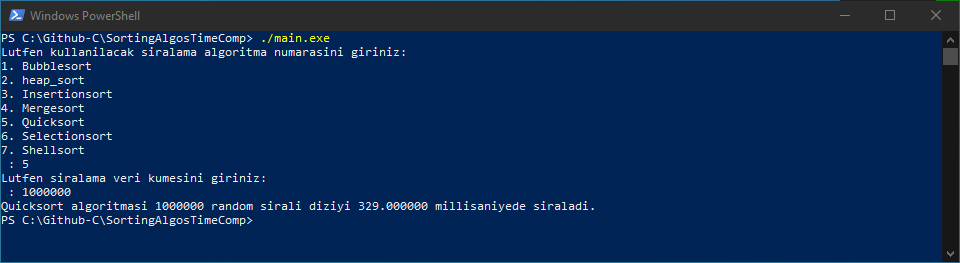 Windows PowerShell
PS C:\Github-C\SortingAlgosTimeComp> ./main.exe
Lutfen kullanilacak siralama algoritma numarasini giriniz:
1. Bubblesort
2. heap_sort
3. Insertionsort
4. Mergesort
5. Quicksort
6. Selectionsort
7. Shellsort
 : 5
Lutfen siralama veri kumesini giriniz:
 : 1000000
Quicksort algoritmasi 1000000 random sirali diziyi 329.000000 millisaniyede siraladi.
PS C:\Github-C\SortingAlgosTimeComp>